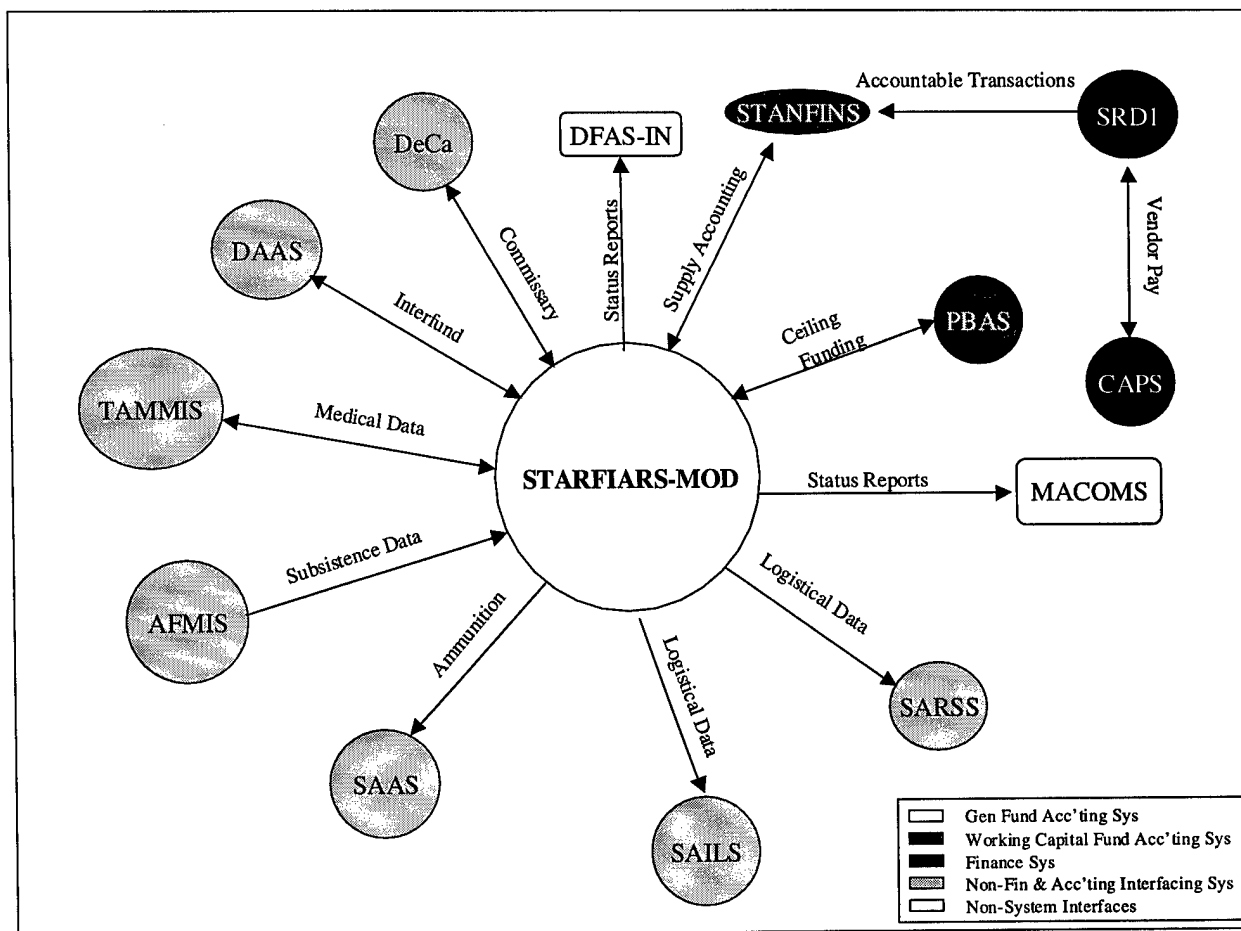 Accountable Transactions
STANFINS
SRD1
DFAS-IN
DeCa
Vendor Pay
Supply Accounting
Status Reports
Commissary
DAAS
Interfund
Ceiling
Funding
PBAS
CAPS
TAMMIS
Medical Data
STARFIARS-MOD
Status Reports
MACOMS
Subsistence Data
AFMIS
Ammunition
Logistical Data
Logistical Data
SARSS
SAAS
SAILS
Gen Fund Acc'ting Sys
Working Capital Fund Acc'ting Sys
Finance Sys
Non-Fin & Acc'ting Interfacing Sys
Non-System Interfaces